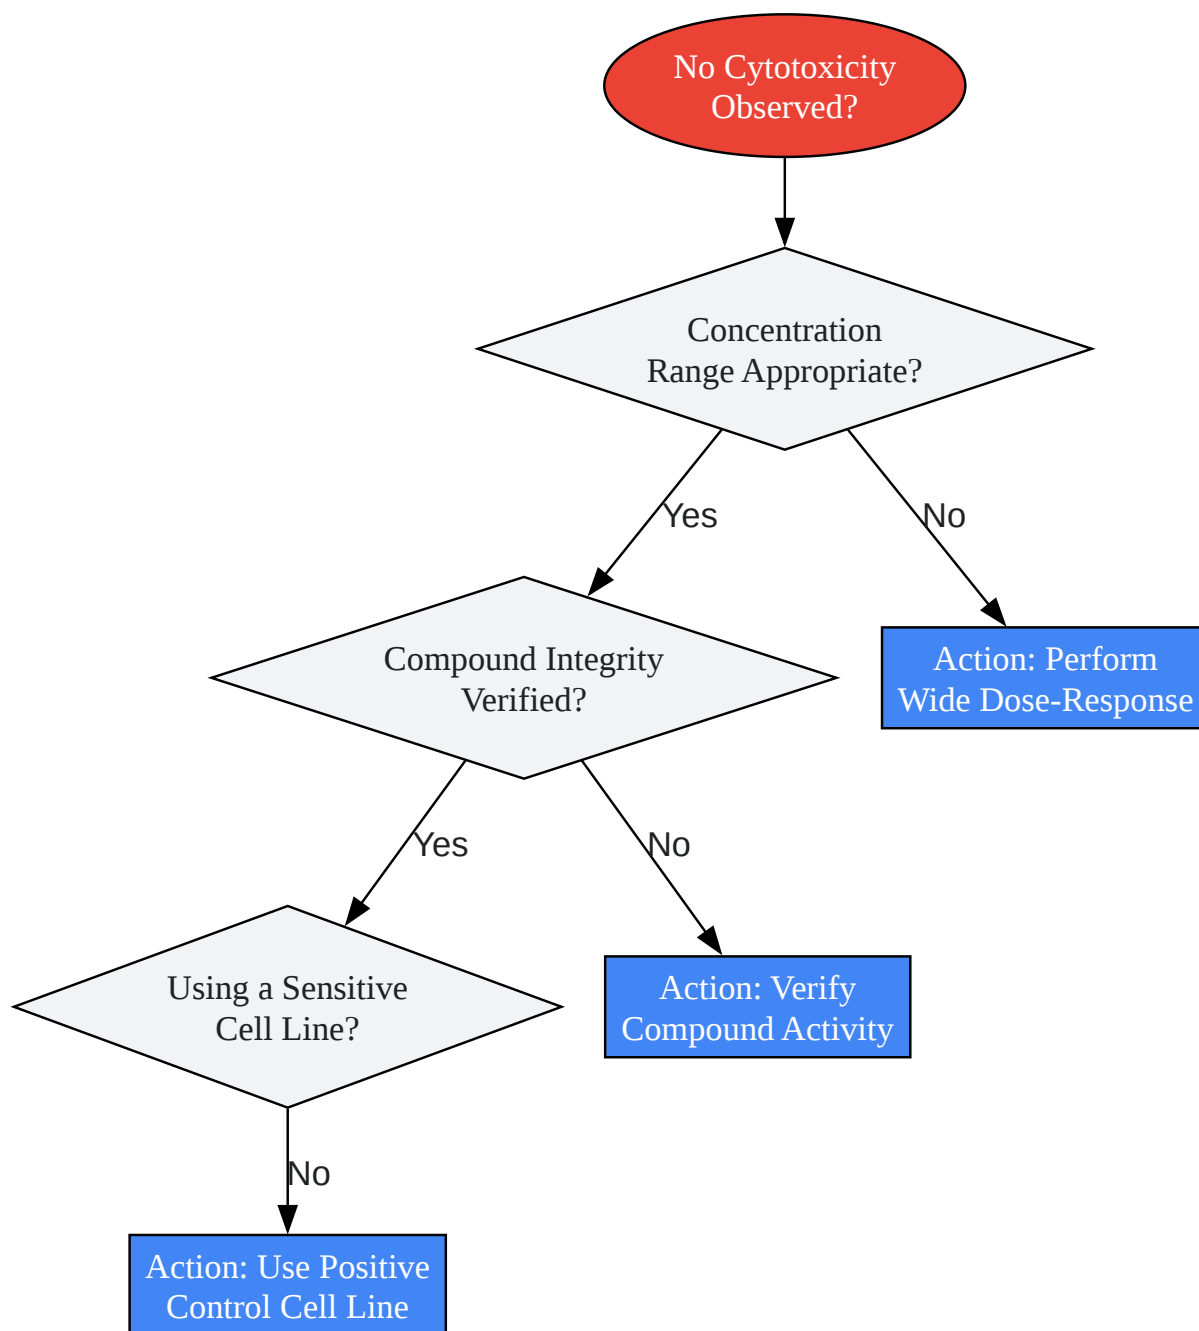 No Cytotoxicity
Observed?
Concentration
Range Appropriate?
Yes
No
Compound Integrity
Verified?
Action: Perform
Wide Dose-Response
Yes
No
Using a Sensitive
Cell Line?
Action: Verify
Compound Activity
No
Action: Use Positive
Control Cell Line